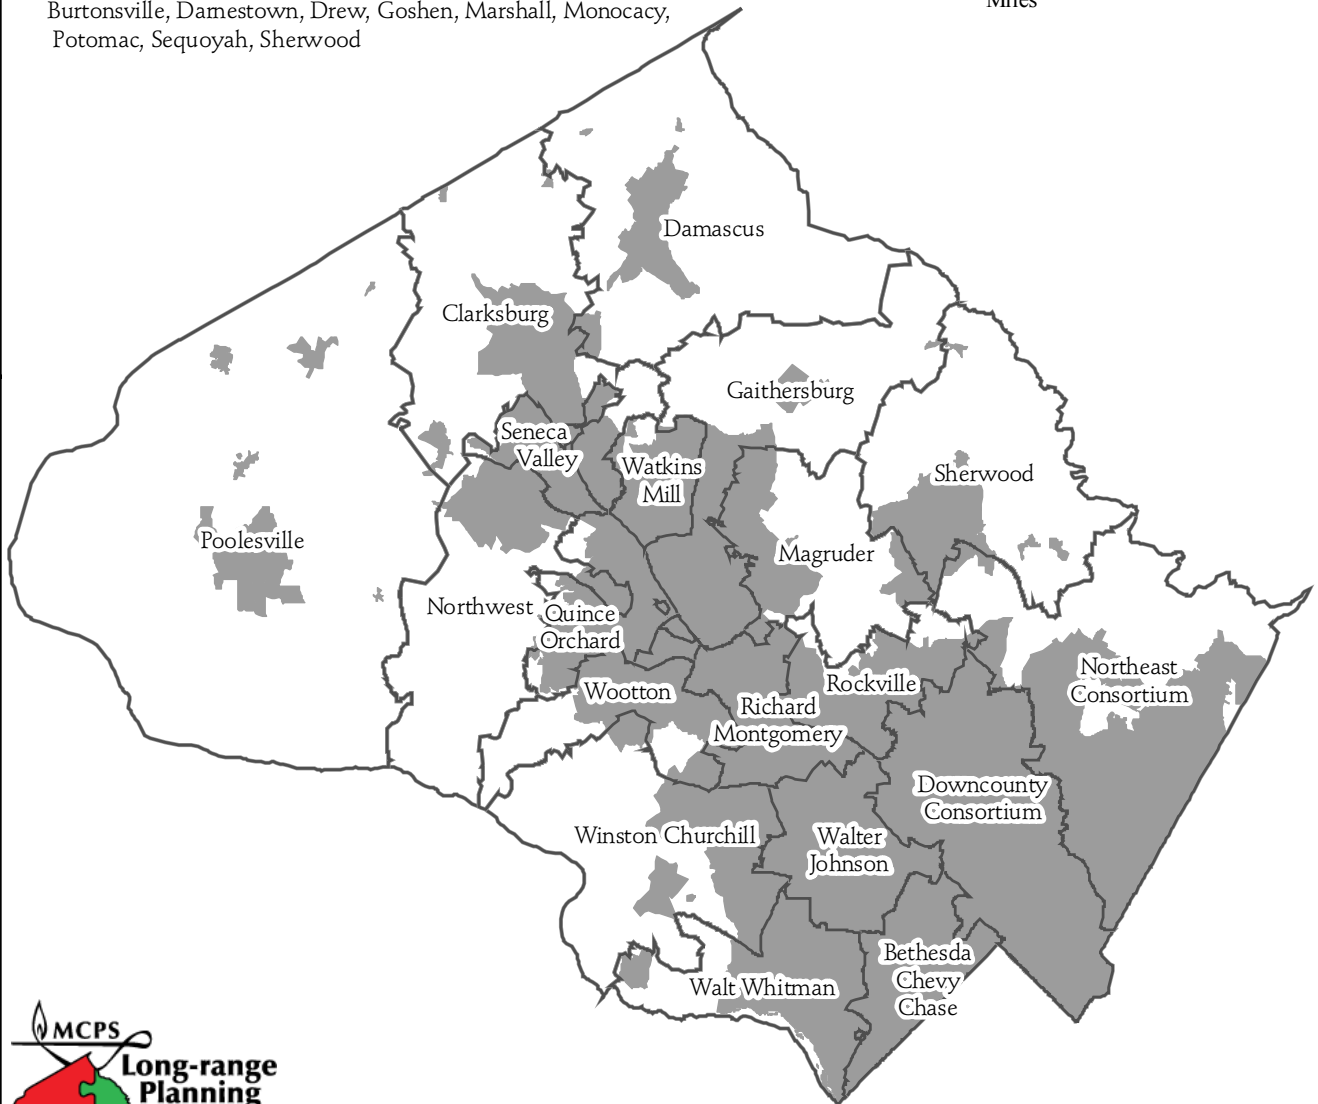 Burtonsville, Darnestown, Drew, Goshen, Marshall, Monocacy,
Potomac, Sequoyah, Sherwood
Miles
Damascus
Clarksburg
Gaithersburg
Seneca
Valley
Watkins
Mill
Sherwood
Poolesville
Magruder
Northwest
Quince
Orchard
Northeast
Consortium
Wootton
Rockville
Richard
Montgomery
Downcounty
Consortium
Winston Churchill
Walter
Johnson
Bethesda
Chevy
Chase
Walt Whitman
MCPS
Long-range
Planning